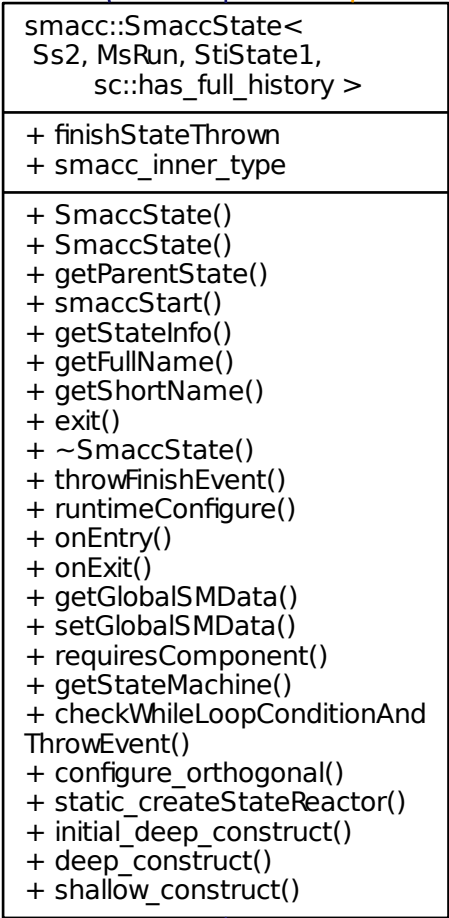 smacc::SmaccState<
Ss2, MsRun, StiState1,
sc::has_full_history >
+ finishStateThrown
+ smacc_inner_type
+ SmaccState()
+ SmaccState()
+ getParentState()
+ smaccStart()
+ getStateInfo()
+ getFullName()
+ getShortName()
+ exit()
+ ~SmaccState()
+ throwFinishEvent()
+ runtimeConfigure()
+ onEntry()
+ onExit()
+ getGlobalSMData()
+ setGlobalSMData()
+ requiresComponent()
+ getStateMachine()
+ checkWhileLoopConditionAnd
ThrowEvent()
+ configure_orthogonal()
+ static_createStateReactor()
+ initial_deep_construct()
+ deep_construct()
+ shallow_construct()